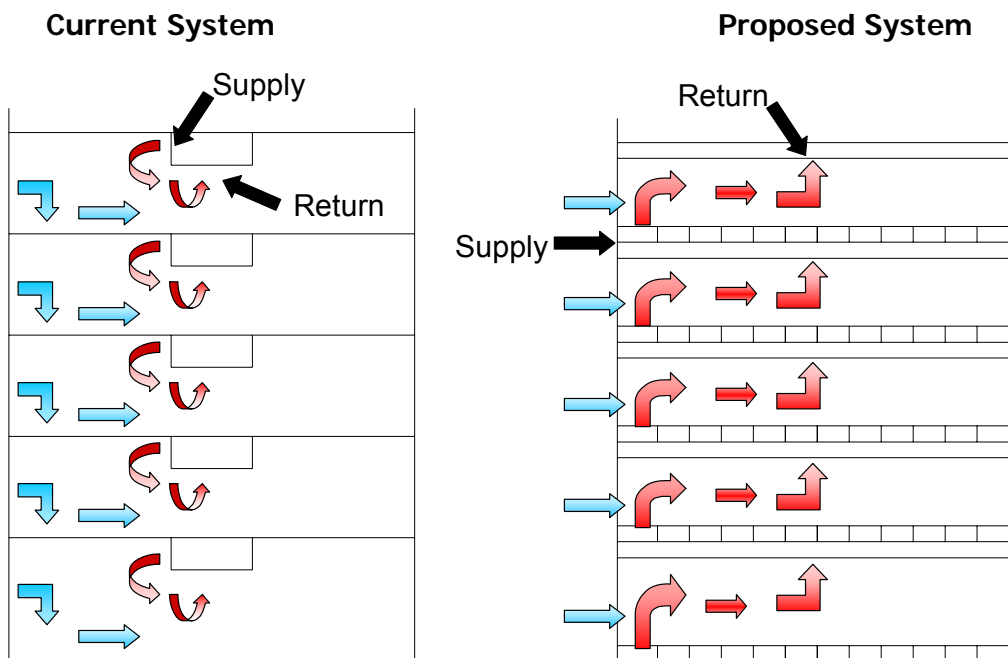 Current System
Proposed System
Supply
Return
Return
Supply